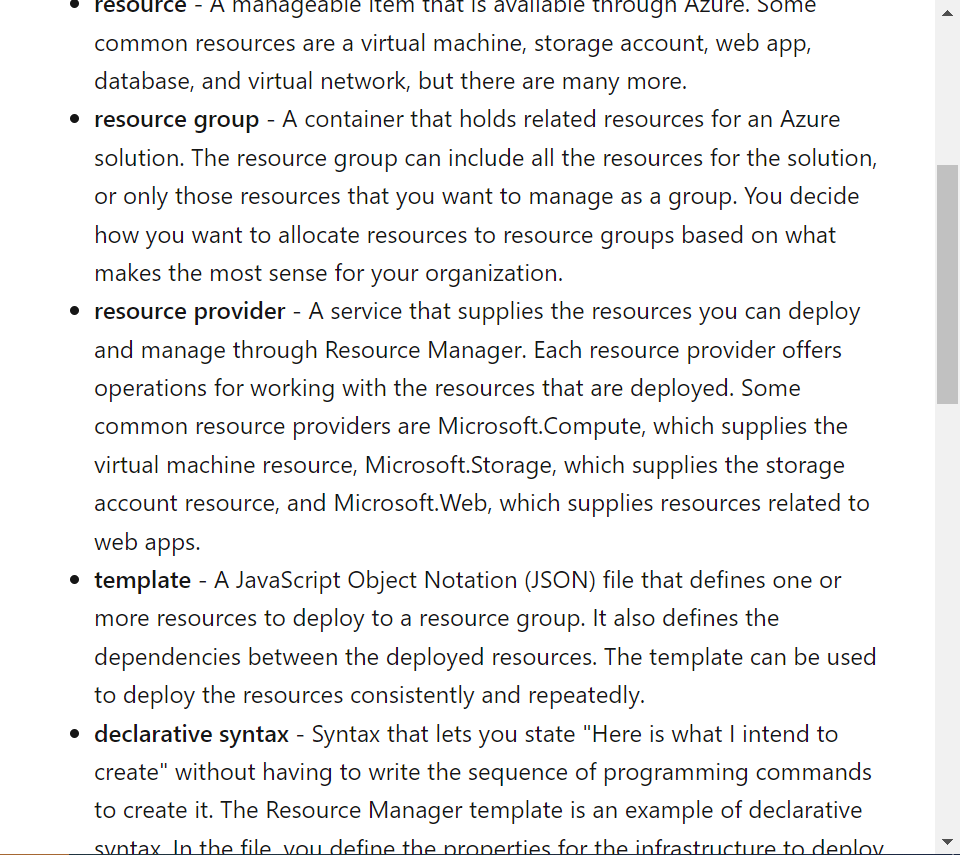 resource - A manageable item that is available through Azure. Some
common resources are a virtual machine, storage account, web app,
database, and virtual network, but there are many more.
resource group - A container that holds related resources for an Azure
solution. The resource group can include all the resources for the solution,
or only those resources that you want to manage as a group. You decide
how you want to allocate resources to resource groups based on what
makes the most sense for your organization.
resource provider - A service that supplies the resources you can deploy
and manage through Resource Manager. Each resource provider offers
operations for working with the resources that are deployed. Some
common resource providers are Microsoft.Compute, which supplies the
virtual machine resource, Microsoft.Storage, which supplies the storage
account resource, and Microsoft.Web, which supplies resources related to
web apps.
template - A JavaScript Object Notation (JSON) file that defines one or
more resources to deploy to a resource group. It also defines the
dependencies between the deployed resources. The template can be used
to deploy the resources consistently and repeatedly.
declarative syntax - Syntax that lets you state "Here is what I intend to
create" without having to write the sequence of programming commands
to create it. The Resource Manager template is an example of declarative
syntax. In the file, you define the properties for the infrastructure to deploy